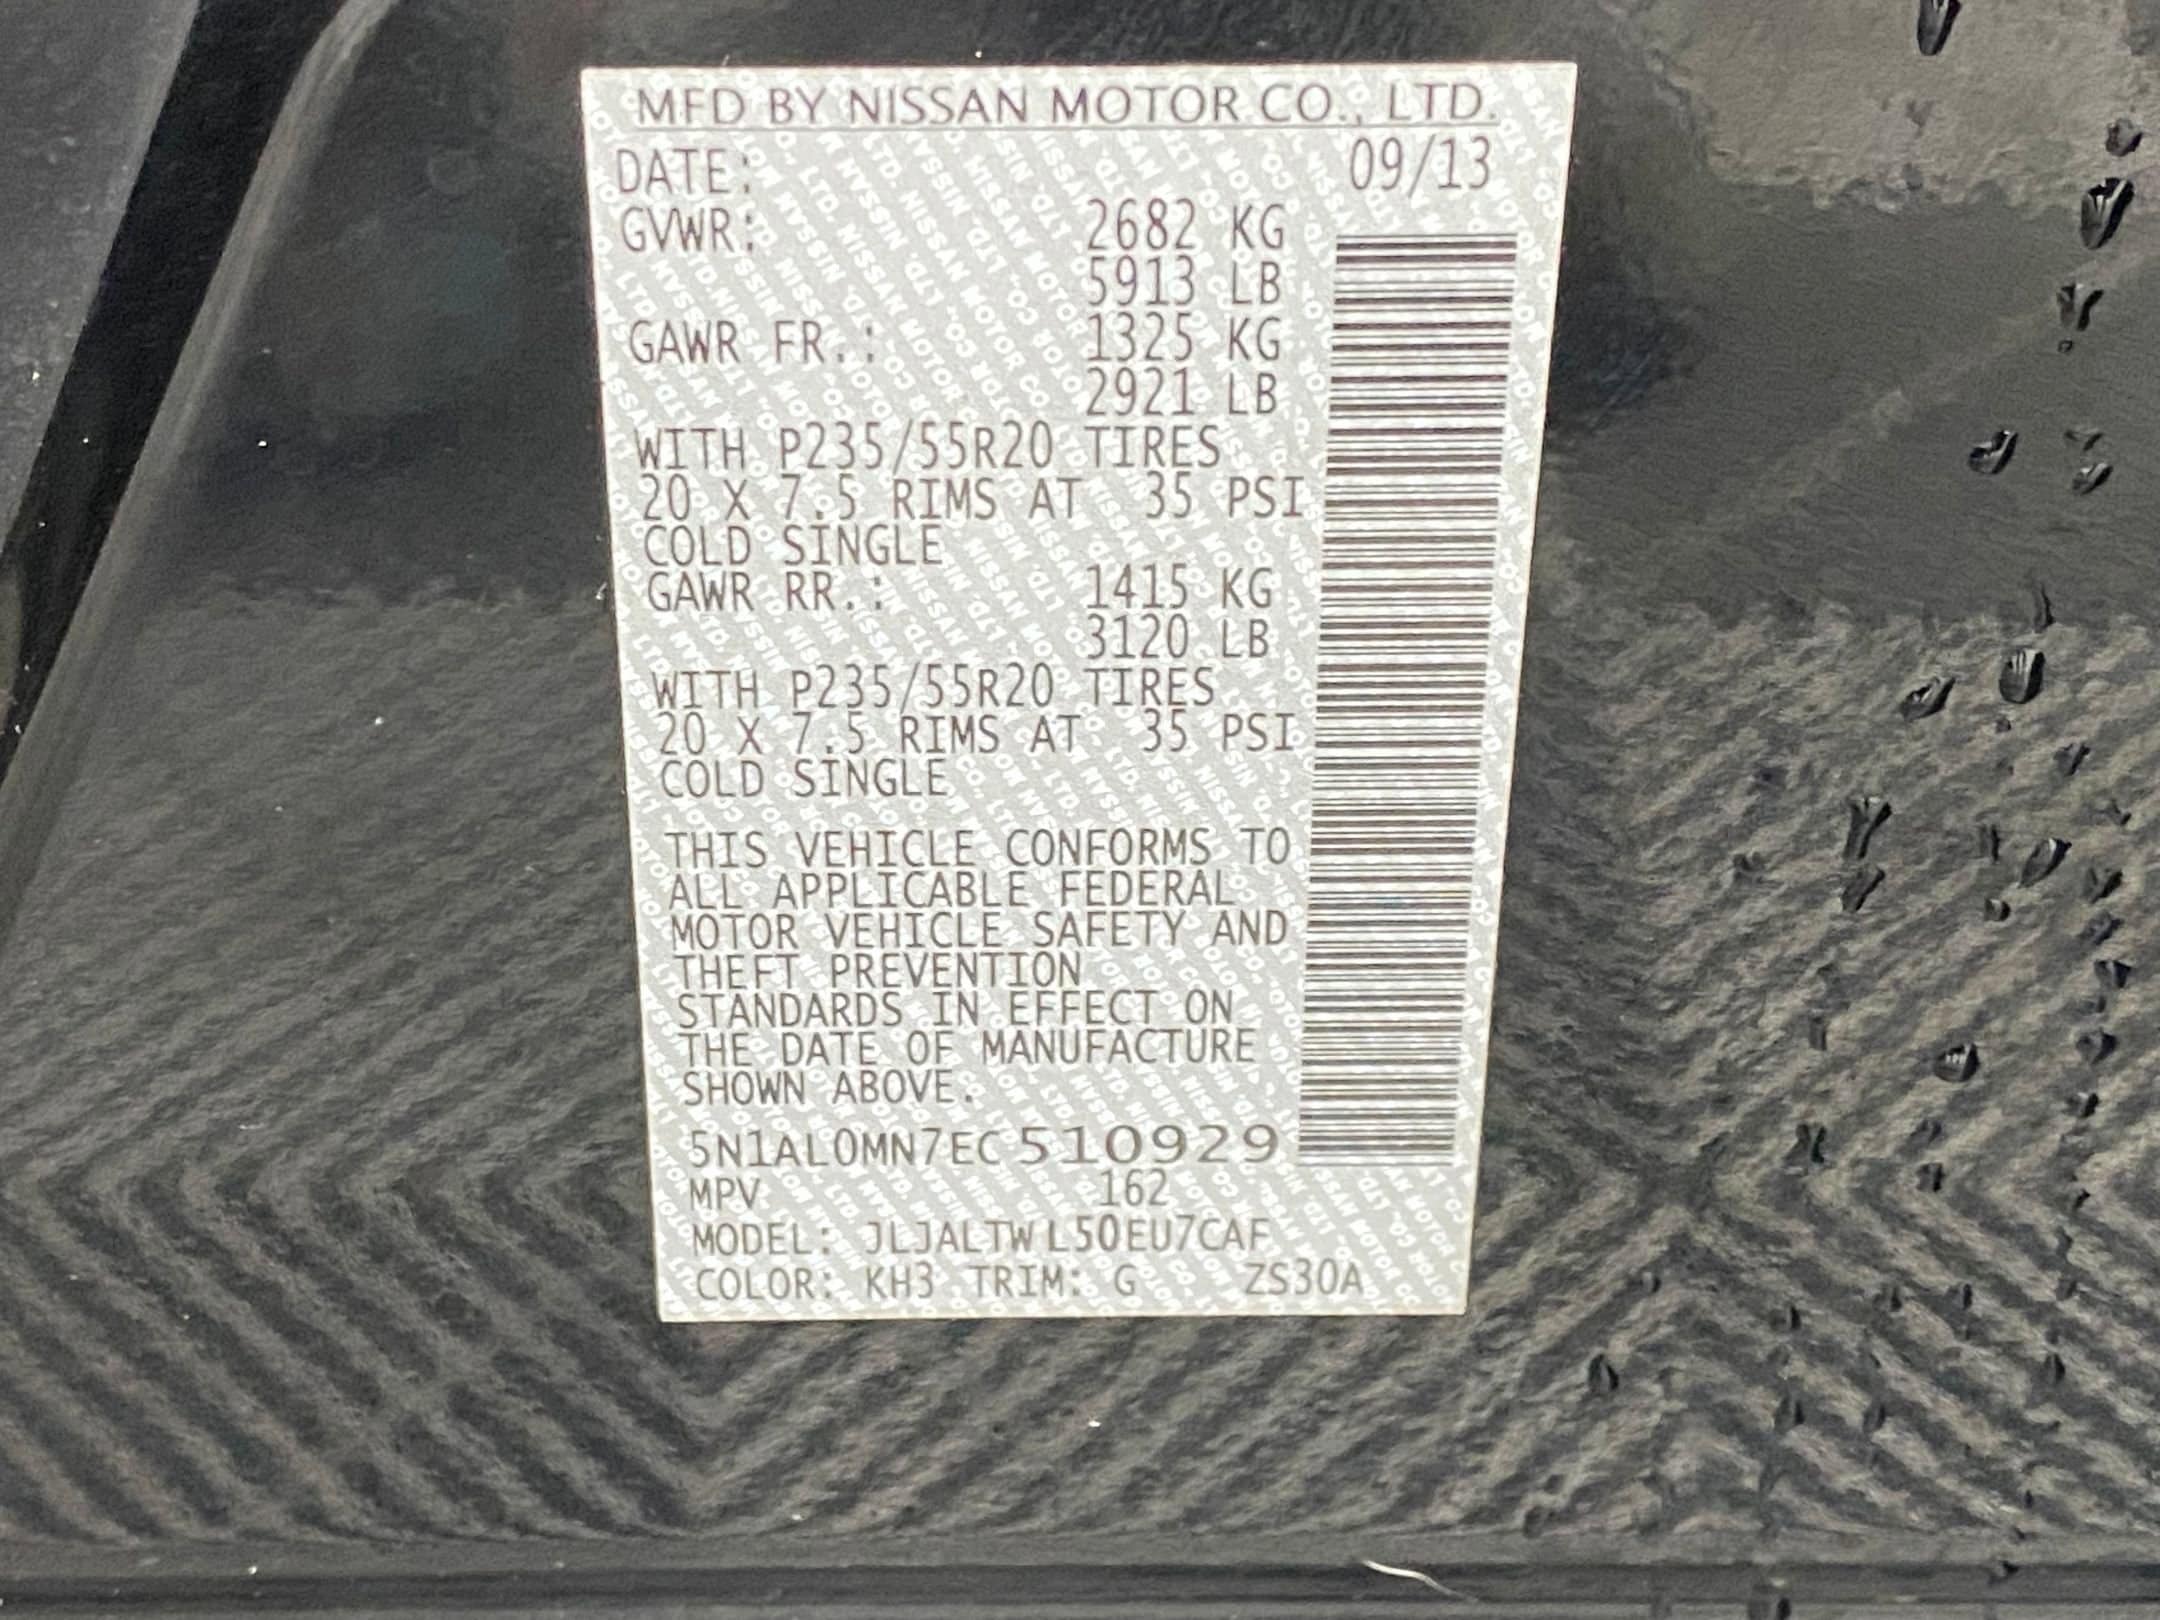 MFD BY NISSAN MOTOR CO., LTD.
DATE: 09/13
GVWR: 2682 KG
5913 LB
GAWR FR.: 1325 KG
2921 LB
WITH P235/55R20 TIRES
20 X 7.5 RIMS AT 35 PSI
COLD SINGLE
GAWR RR.: 1415 KG
3120 LB
WITH P235/55R20 TIRES
20 X 7.5 RIMS AT 35 PSI
COLD SINGLE
THIS VEHICLE CONFORMS TO
ALL APPLICABLE FEDERAL
MOTOR VEHICLE SAFETY AND
THEFT PREVENTION
STANDARDS IN EFFECT ON
THE DATE OF MANUFACTURE
SHOWN ABOVE.
5N1AL0MN7EC510929
MPV 162
MODEL: JLJALTWL50EU7CAF
COLOR: KH3 TRIM: G ZS30A